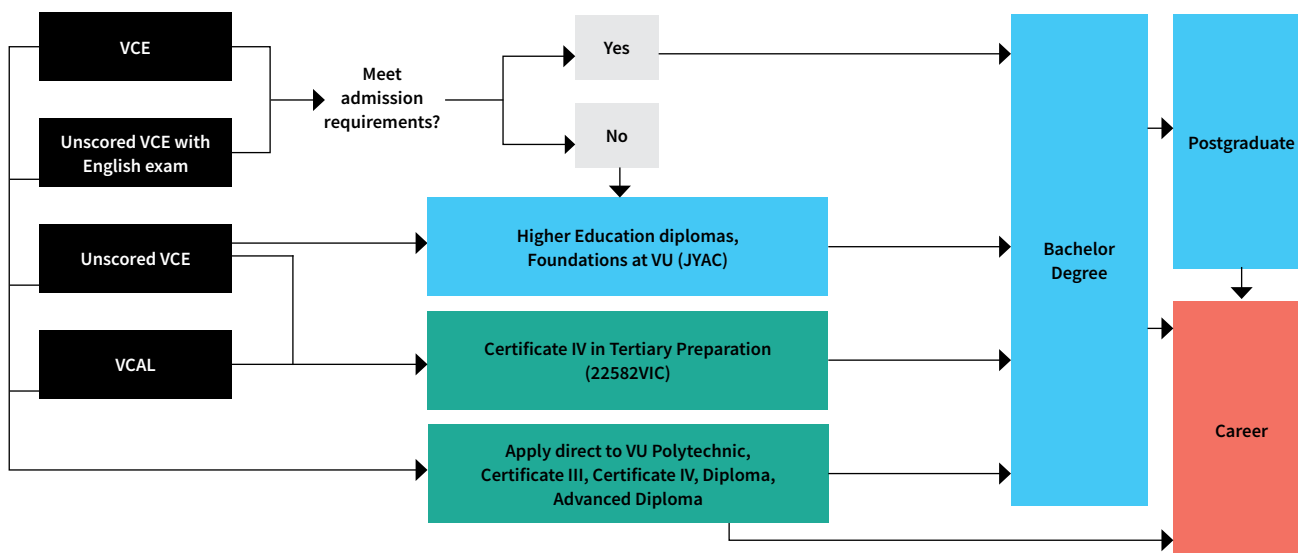 VCE
Unscored VCE with
English exam
Unscored VCE
VCAL
Meet
admission
requirements?
Yes
No
Higher Education diplomas,
Foundations at VU (JYAC)
Certificate IV in Tertiary Preparation
(22582VIC)
Apply direct to VU Polytechnic,
Certificate III, Certificate IV, Diploma,
Advanced Diploma
Bachelor
Degree
Postgraduate
Career